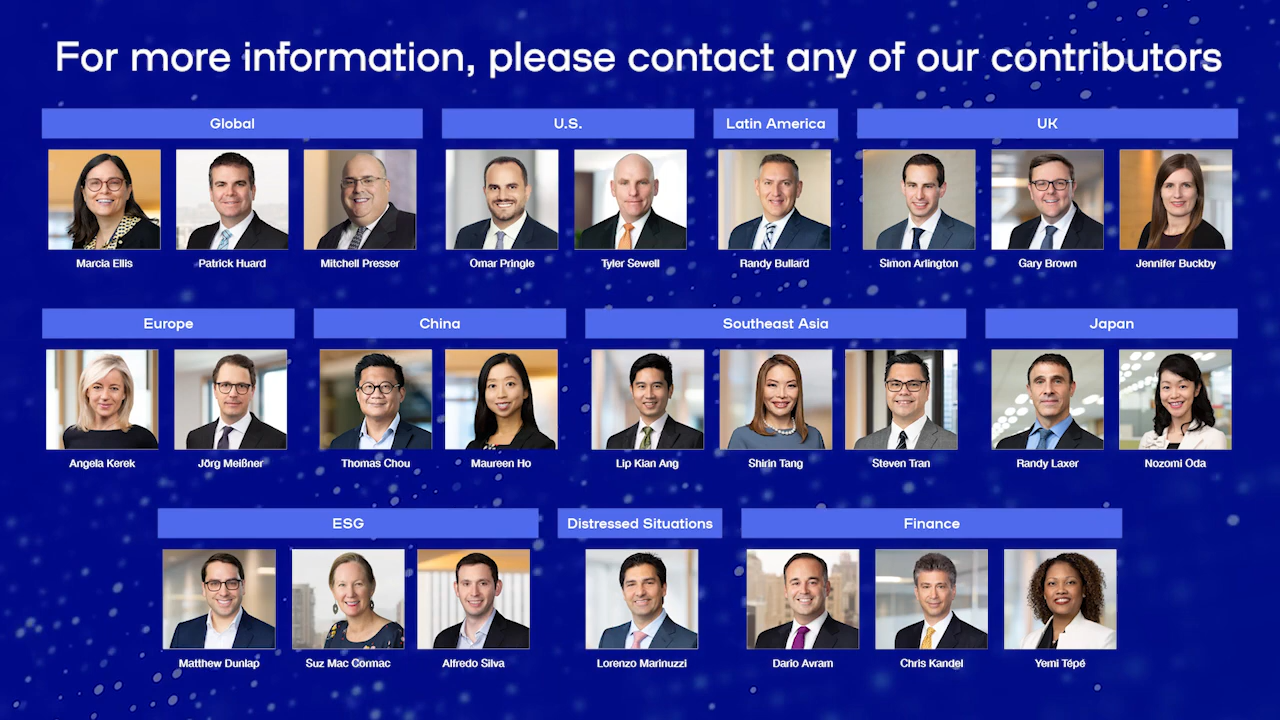 For more information, please contact any of our contributors
Global
U.S.
Latin America
UK
Marcia Ellis
Patrick Huard
Mitchell Presser
Omar Pringle
Tyler Sewell
Randy Bullard
Simon Arlington
Gary Brown
Jennifer Buckby
Europe
China
Southeast Asia
Japan
Angela Kerek
Jörg Meißner
Thomas Chou
Maureen Ho
Lip Kian Ang
Shirin Tang
Steven Tran
Randy Laxer
Nozomi Oda
ESG
Distressed Situations
Finance
Matthew Dunlap
Suz Mac Cormac
Alfredo Silva
Lorenzo Marinuzzi
Dario Avram
Chris Kandel
Yemi Tépé